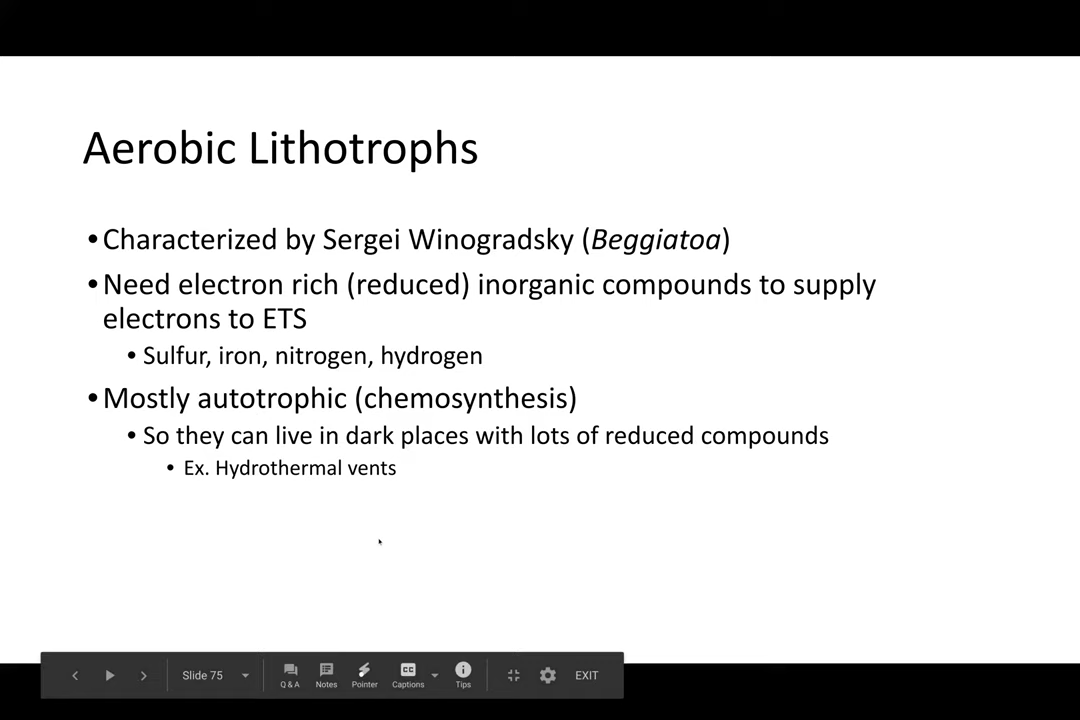 Aerobic Lithotrophs
•Characterized by Sergei Winogradsky (Beggiatoa)
•Need electron rich (reduced) inorganic compounds to supply
electrons to ETS
• Sulfur, iron, nitrogen, hydrogen
•Mostly autotrophic (chemosynthesis)
• So they can live in dark places with lots of reduced compounds
• Ex. Hydrothermal vents
Slide 75
Q & A
Notes
Pointer
CC
Captions
Tips
EXIT